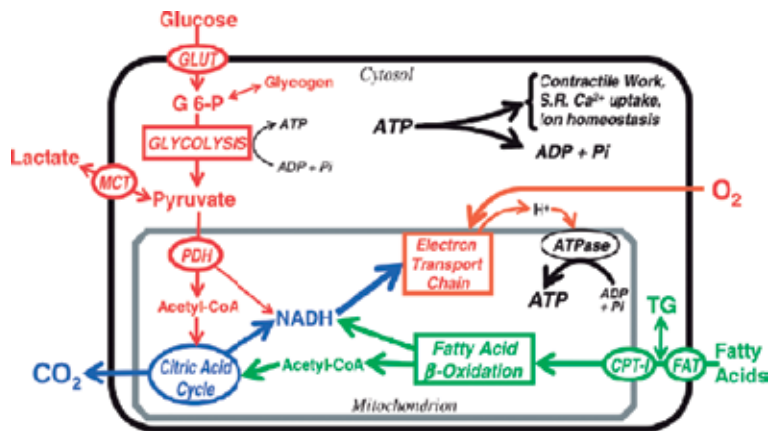 Glucose
GLUT
Cytosol
G 6-P
Glycogen
Contractile Work,
S.R. Ca²⁺ uptake,
Ion homeostasis
GLYCOLYSIS
ATP
ADP + Pi
ATP
ADP + Pi
Lactate
MCT
Pyruvate
O₂
H⁺
PDH
Electron
Transport
Chain
ATPase
ATP
ADP
+ Pi
Acetyl-CoA
NADH
TG
CO₂
Citric Acid
Cycle
Acetyl-CoA
Fatty Acid
β-Oxidation
CPT-I
FAT
Fatty
Acids
Mitochondrion